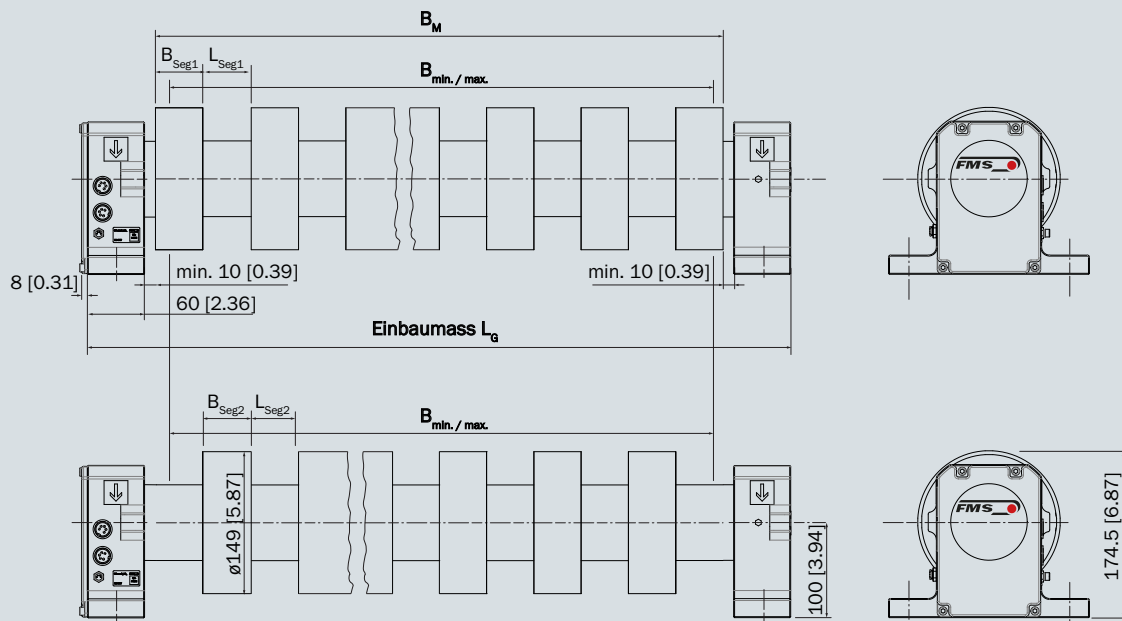 B_M
B_Seg1 L_Seg1
B_min. / max.
FMS
8 [0.31]
min. 10 [0.39]
min. 10 [0.39]
60 [2.36]
Einbaumass L_G
B_Seg2 L_Seg2
B_min. / max.
ø149 [5.87]
100 [3.94]
FMS
174.5 [6.87]